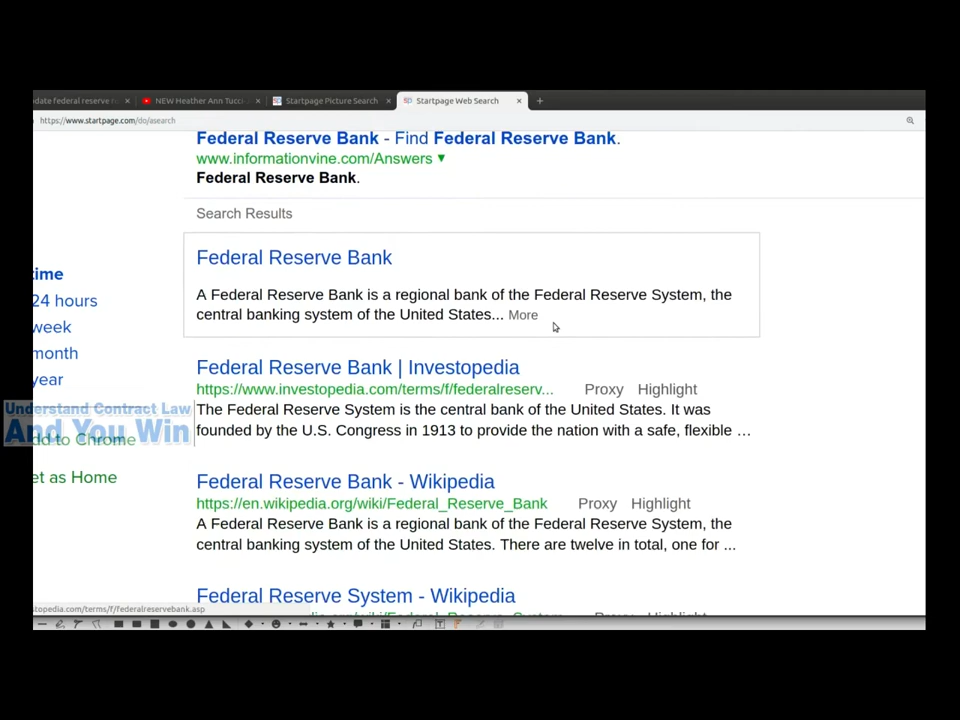 date federal reserve
NEW Heather Ann Tucci-
Startpage Picture Search
Startpage Web Search
https://www.startpage.com/do/asearch
Federal Reserve Bank - Find Federal Reserve Bank.
www.informationvine.com/Answers
Federal Reserve Bank.
Search Results
Federal Reserve Bank
A Federal Reserve Bank is a regional bank of the Federal Reserve System, the
central banking system of the United States... More
time
24 hours
week
month
year
Understand Contract Law
And You Win
dd to Chrome
et as Home
Federal Reserve Bank | Investopedia
https://www.investopedia.com/terms/f/federalreserv... Proxy Highlight
The Federal Reserve System is the central bank of the United States. It was
founded by the U.S. Congress in 1913 to provide the nation with a safe, flexible ...
Federal Reserve Bank - Wikipedia
https://en.wikipedia.org/wiki/Federal_Reserve_Bank Proxy Highlight
A Federal Reserve Bank is a regional bank of the Federal Reserve System, the
central banking system of the United States. There are twelve in total, one for ...
Federal Reserve System - Wikipedia
stopedia.com/terms/f/federalreservebank.asp